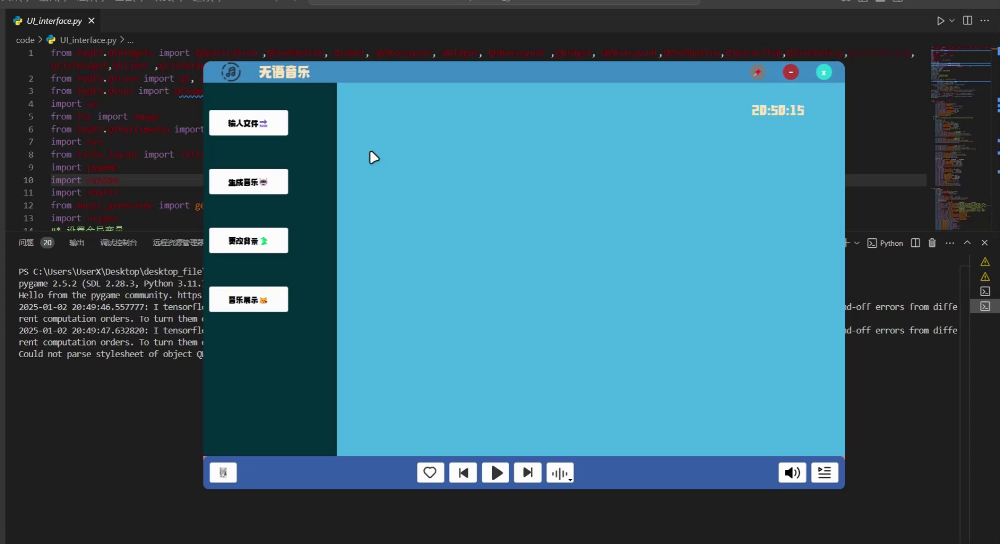 UI_interface.py
code > UI_interface.py > ...
1 from PyQt5.QtWidgets import QApplication ,QPushButton, QLabel, QVBoxLayout, QWidget, QHBoxLayout ,QWidget, QVBoxLayout,QPushButton,QSpacerItem,QSizePolicy,
QListWidget,QSlider ,QListWidg
2 from PyQt5.QtCore import Qt,
3 from PyQt5.QtGui import QPixm
4 import os
5 from PIL import Image
6 from PyQt5.QtMultimedia import
7 import sys
8 from title_layout import Title
9 import pygame
10 import random
11 import shutil
12 from music_generator import ge
13 import ctypes
14 ## 设置全局变量
无语音乐
-
x
20:50:15
输入文件
SOON
生成音乐
更改背景
音乐展示
问题 20 输出 调试控制台 远程资源管理器
Python
PS C:\Users\UserX\Desktop\desktop_file\
pygame 2.5.2 (SDL 2.28.3, Python 3.11.
Hello from the pygame community. https
2025-01-02 20:49:46.557777: I tensorflo nd-off errors from diffe
rent computation orders. To turn them o
2025-01-02 20:49:47.632820: I tensorflo nd-off errors from diffe
rent computation orders. To turn them o
Could not parse stylesheet of object QW